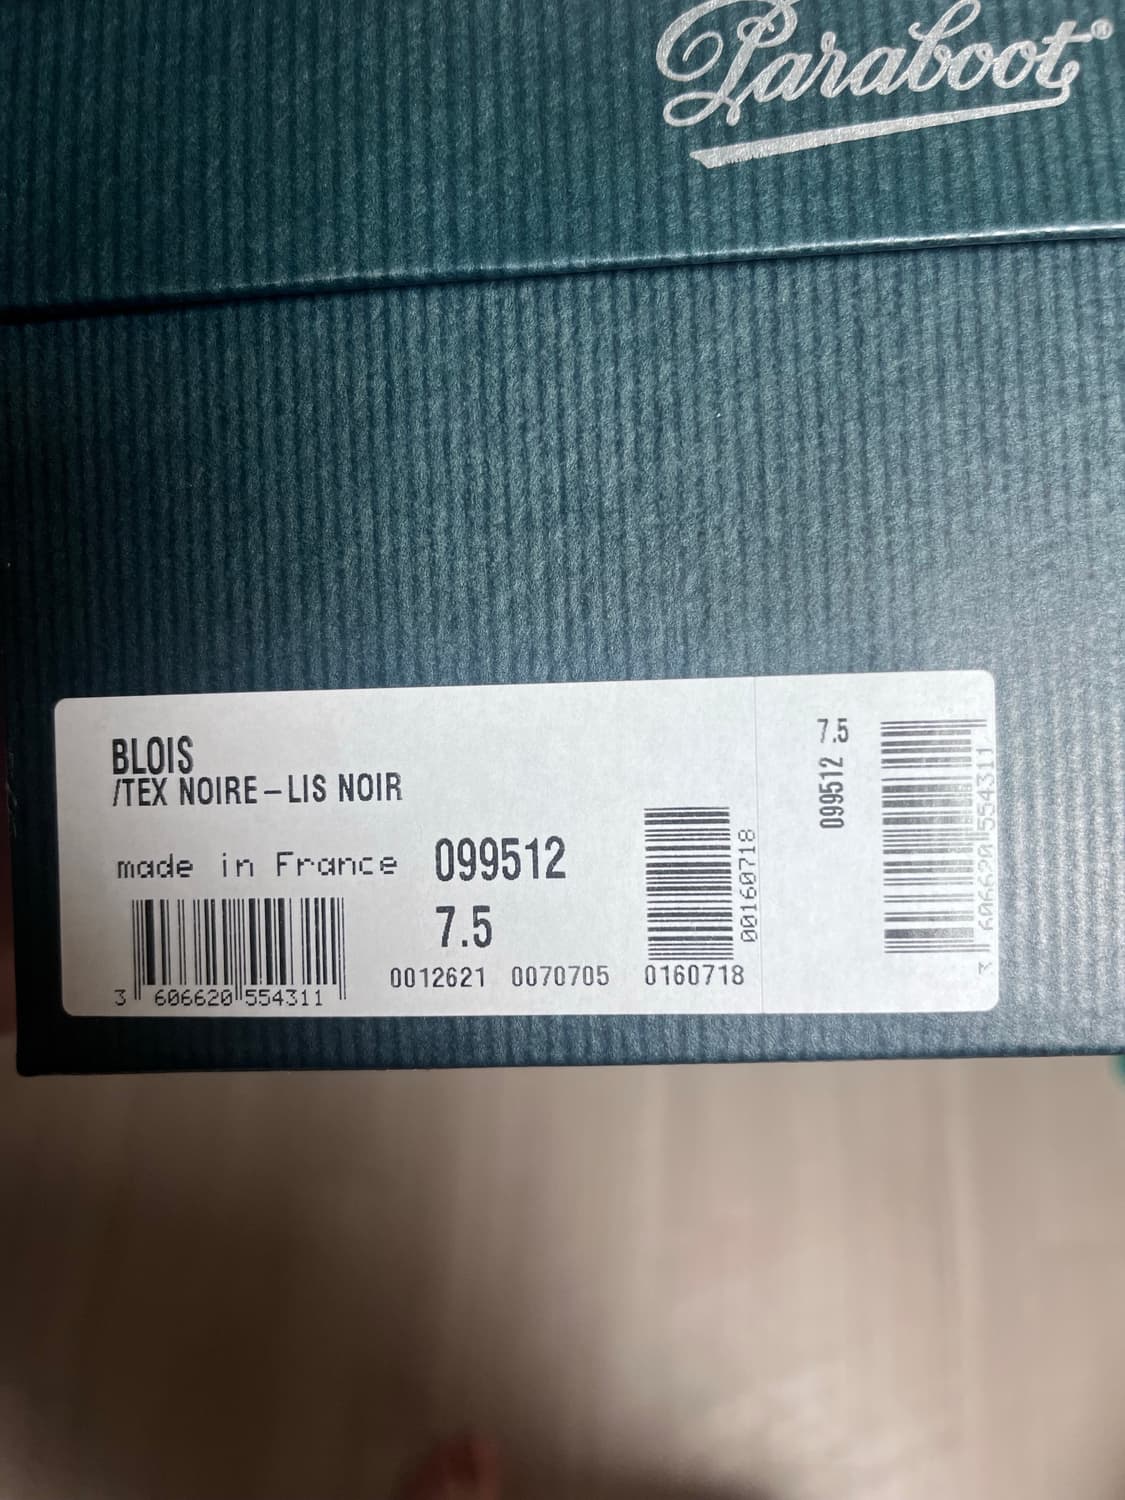 Paraboot®
BLOIS
/TEX NOIRE-LIS NOIR
made in France 099512
7.5
3 606620 554311
0012621 0070705 0160718
00160718
7.5
099512
3 606620 554311